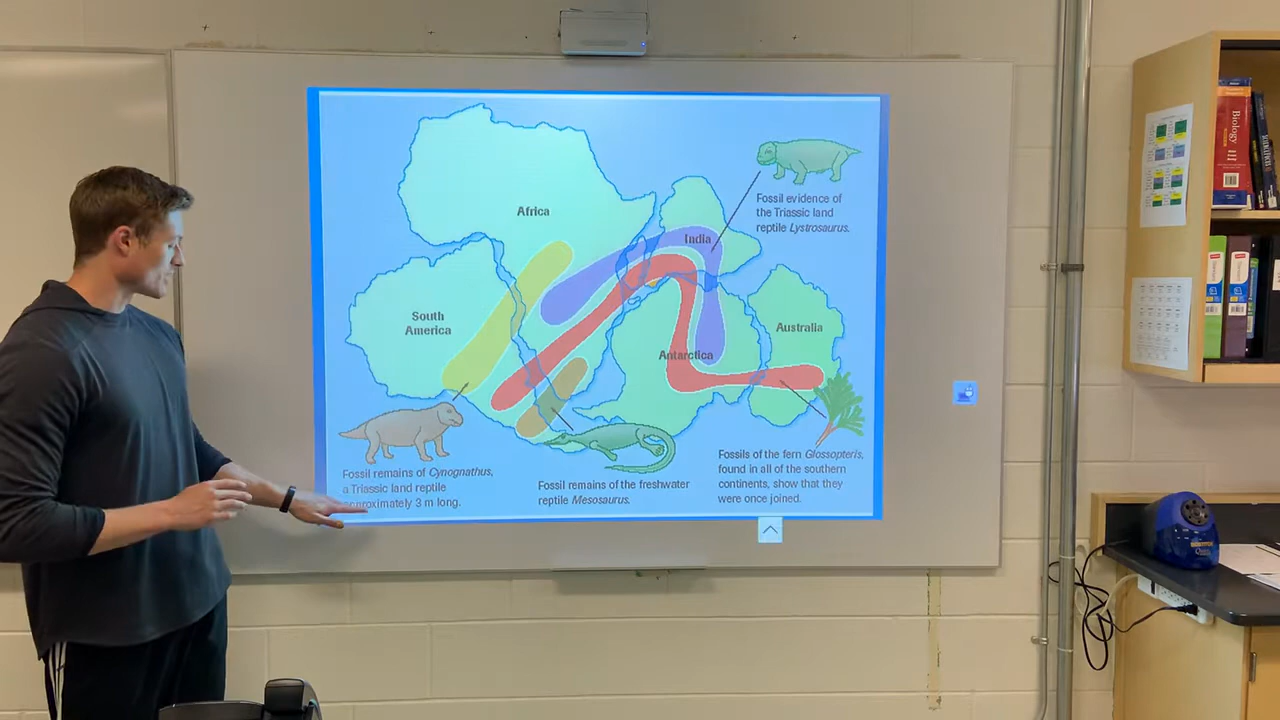 Africa
India
South
America
Antarctica
Australia
Fossil evidence of
the Triassic land
reptile Lystrosaurus.
Fossil remains of Cynognathus,
a Triassic land reptile
approximately 3 m long.
Fossil remains of the freshwater
reptile Mesosaurus.
Fossils of the fern Glossopteris,
found in all of the southern
continents, show that they
were once joined.
Biology
III